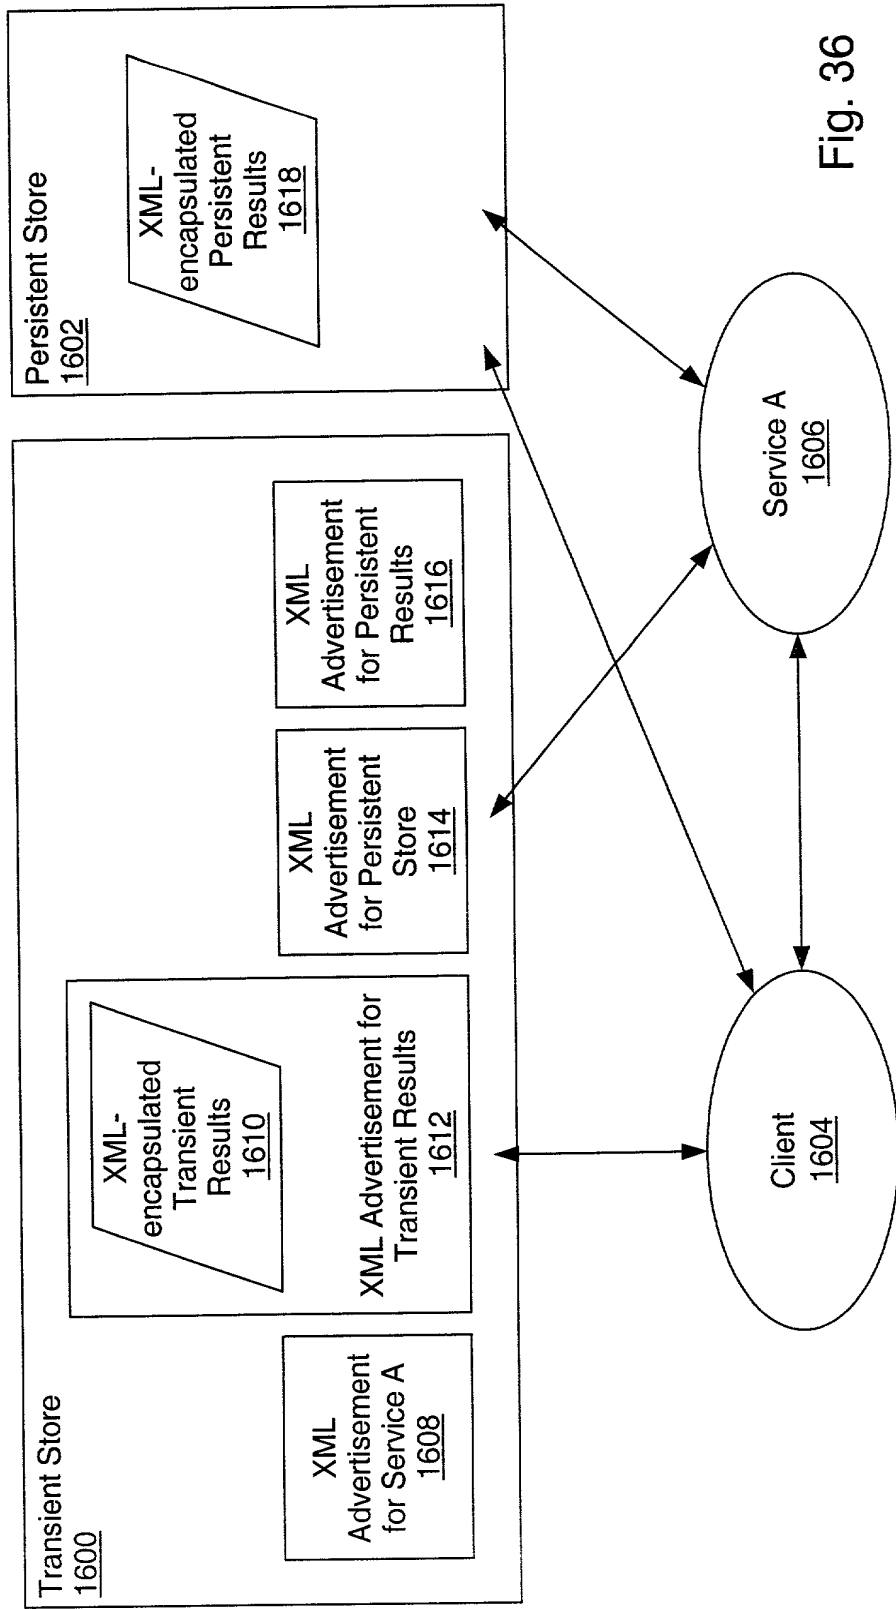 Transient Store
1600
XML
Advertisement
for Service A
1608
XML-
encapsulated
Transient
Results
1610
XML Advertisement for
Transient Results
1612
XML
Advertisement
for Persistent
Store
1614
XML
Advertisement
for Persistent
Results
1616
Persistent Store
1602
XML-
encapsulated
Persistent
Results
1618
Client
1604
Service A
1606
Fig. 36